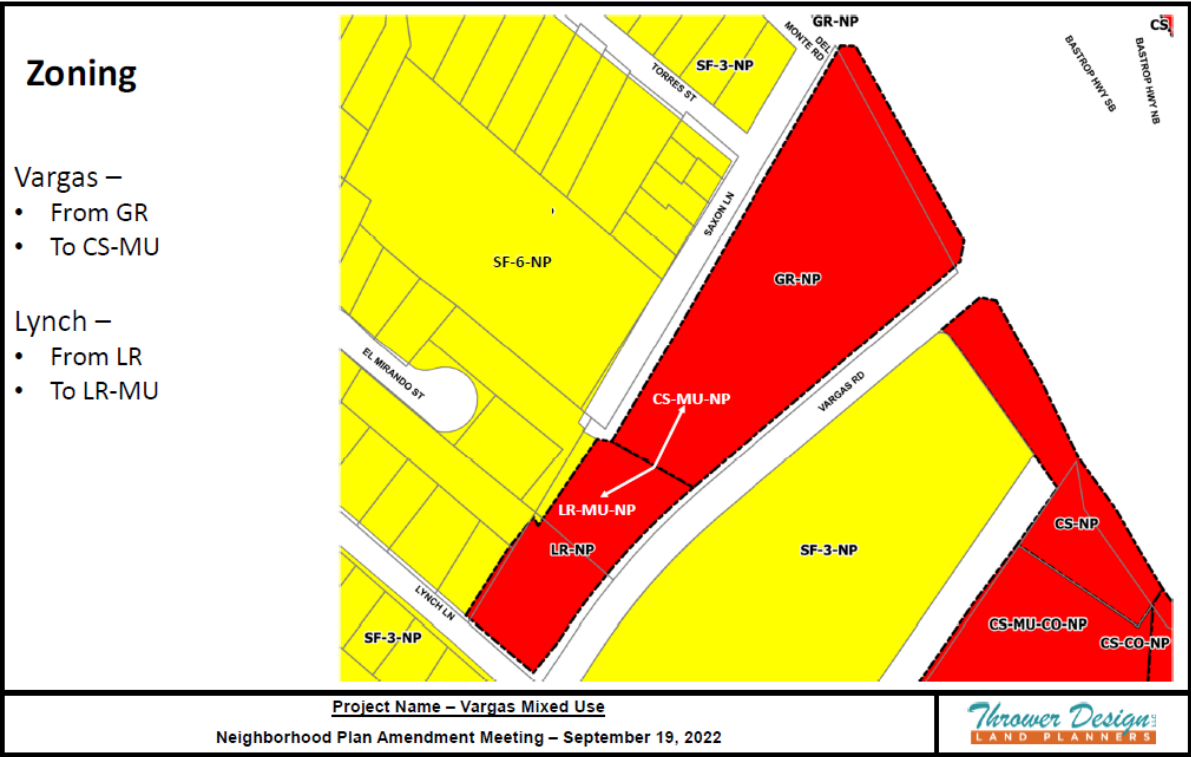 Zoning
Vargas –
• From GR
• To CS-MU
Lynch –
• From LR
• To LR-MU
GR-NP
CS
DEL
MONTE RD
BASTROP HWY SB
BASTROP HWY NB
SF-3-NP
TORRES ST
SAXON LN
SF-6-NP
GR-NP
EL MIRANDO ST
CS-MU-NP
VARGAS RD
LR-MU-NP
LR-NP
CS-NP
SF-3-NP
LYNCH LN
CS-MU-CO-NP
SF-3-NP
CS-CO-NP
Project Name – Vargas Mixed Use
Neighborhood Plan Amendment Meeting – September 19, 2022
Thrower Design LLC
LAND PLANNERS